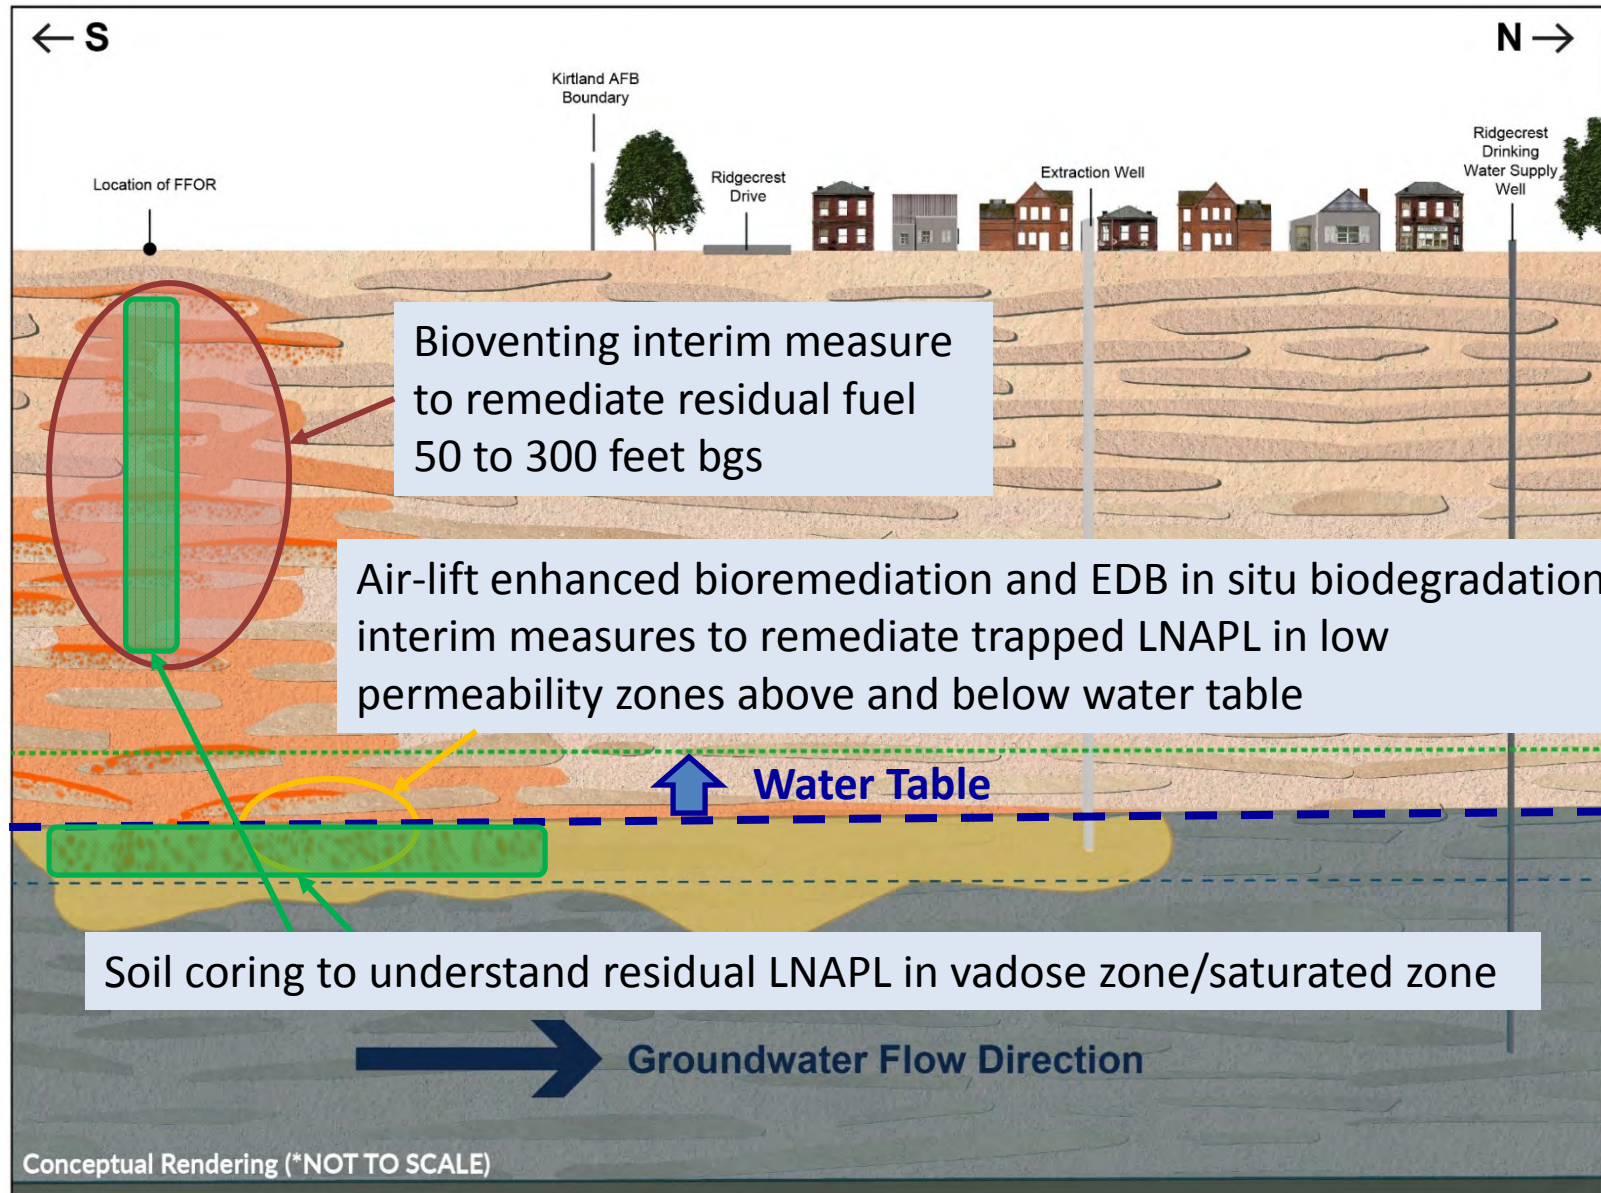 ← S
N →
Kirtland AFB
Boundary
Location of FFOR
Ridgecrest
Drive
Extraction Well
Ridgecrest
Drinking
Water Supply
Well
Bioventing interim measure
to remediate residual fuel
50 to 300 feet bgs
Air-lift enhanced bioremediation and EDB in situ biodegradation
interim measures to remediate trapped LNAPL in low
permeability zones above and below water table
Water Table
Soil coring to understand residual LNAPL in vadose zone/saturated zone
Groundwater Flow Direction
Conceptual Rendering (*NOT TO SCALE)